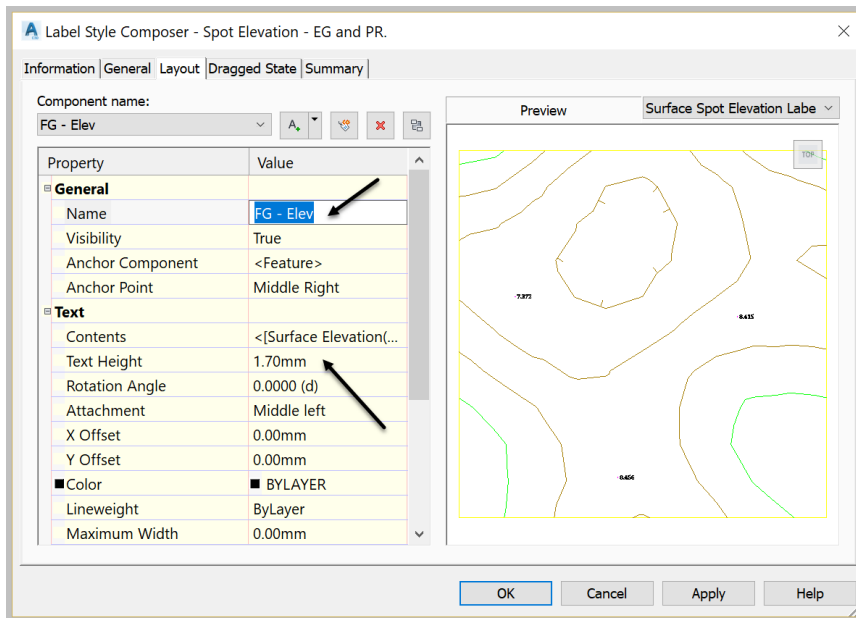 Label Style Composer - Spot Elevation - EG and PR.
Information General Layout Dragged State Summary
Component name:
FG - Elev
Property Value
General
Name FG - Elev
Visibility True
Anchor Component <Feature>
Anchor Point Middle Right
Text
Contents <[Surface Elevation(...
Text Height 1.70mm
Rotation Angle 0.0000 (d)
Attachment Middle left
X Offset 0.00mm
Y Offset 0.00mm
Color BYLAYER
Lineweight ByLayer
Maximum Width 0.00mm
Preview Surface Spot Elevation Labe
TOP
OK Cancel Apply Help